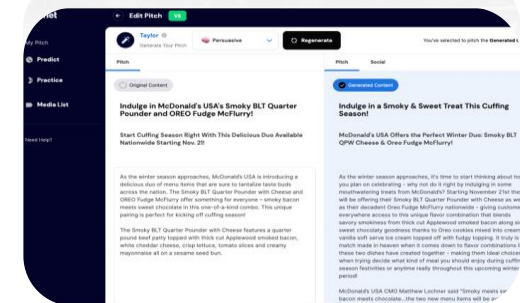 net
← Edit Pitch V5
My Pitch
Predict
Practice
Media List
Need Help?
Taylor
Generate Your Pitch
Persuasive
Regenerate
You've selected to pitch the Generated
Pitch
Original Content
Indulge in McDonald's USA's Smoky BLT Quarter
Pounder and OREO Fudge McFlurry!
Start Cuffing Season Right With This Delicious Duo Available
Nationwide Starting Nov. 21!
As the winter season approaches, McDonald's USA is introducing a
delicious duo of menu items that are sure to tantalize taste buds
across the nation. The Smoky BLT Quarter Pounder with Cheese and
OREO Fudge McFlurry offer something for everyone – smoky bacon
meets sweet chocolate in this one-of-a-kind combo. This unique
pairing is perfect for kicking off cuffing season!
The Smoky BLT Quarter Pounder with Cheese features a quarter
pound beef patty topped with thick cut Applewood smoked bacon,
white cheddar cheese, crisp lettuce, tomato slices and creamy
mayonnaise all on a sesame seed bun.
Pitch Social
Generated Content
Indulge in a Smoky & Sweet Treat This Cuffing
Season!
McDonald's USA Offers the Perfect Winter Duo: Smoky BLT
QPW Cheese & Oreo Fudge McFlurry!
As the winter season approaches, it's time to start thinking about
you plan on celebrating – why not do it right by indulging in some
mouthwatering treats from McDonald's? Starting November 21st
will be offering their Smoky BLT Quarter Pounder with Cheese as
as their decadent Oreo Fudge McFlurry nationwide – giving
everywhere access to this unique flavor combination that blends
savory smokiness from thick cut Applewood smoked bacon along
sweet chocolatey goodness thanks to Oreo cookies mixed into
vanilla soft serve ice cream topped off with fudgy topping. It truly is
match made in heaven when it comes down to flavor combinations
these two dishes have created together - making them ideal
when trying decide what kind of meal you should enjoy during
season festivities or anytime really throughout this upcoming winter
period!
McDonald's USA CMO Matthew Lochner said "Smoky meets
bacon meets chocolate...the two new menu items will be